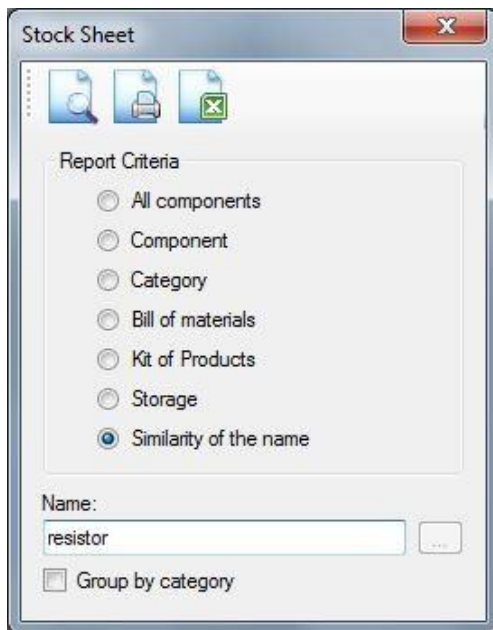 Stock Sheet
Report Criteria
All components
Component
Category
Bill of materials
Kit of Products
Storage
Similarity of the name
Name:
resistor
...
Group by category